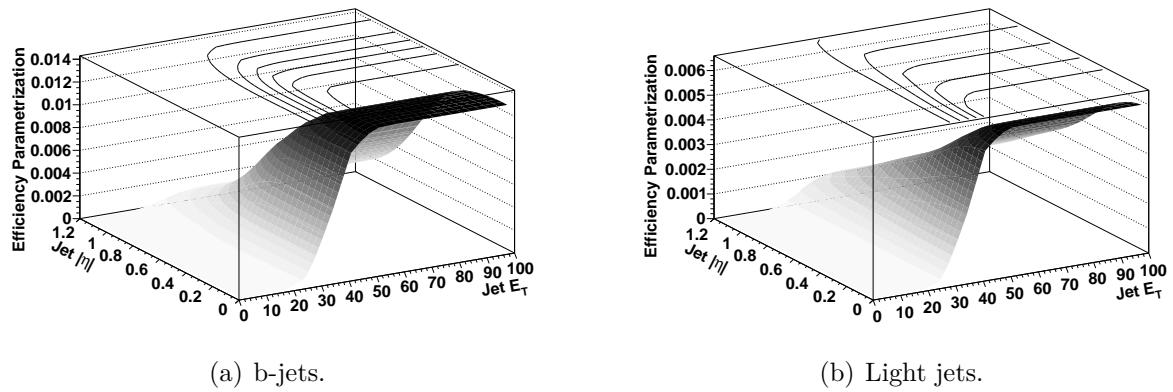 Efficiency Parametrization
0.014
0.012
0.01
0.008
0.006
0.004
0.002
0
1.2
1
0.8
0.6
0.4
0.2
0
Jet |η|
0 10 20 30 40 50 60 70 80 90 100
Jet E_T
(a) b-jets.
Efficiency Parametrization
0.006
0.005
0.004
0.003
0.002
0.001
0
1.2
1
0.8
0.6
0.4
0.2
0
Jet |η|
0 10 20 30 40 50 60 70 80 90 100
Jet E_T
(b) Light jets.